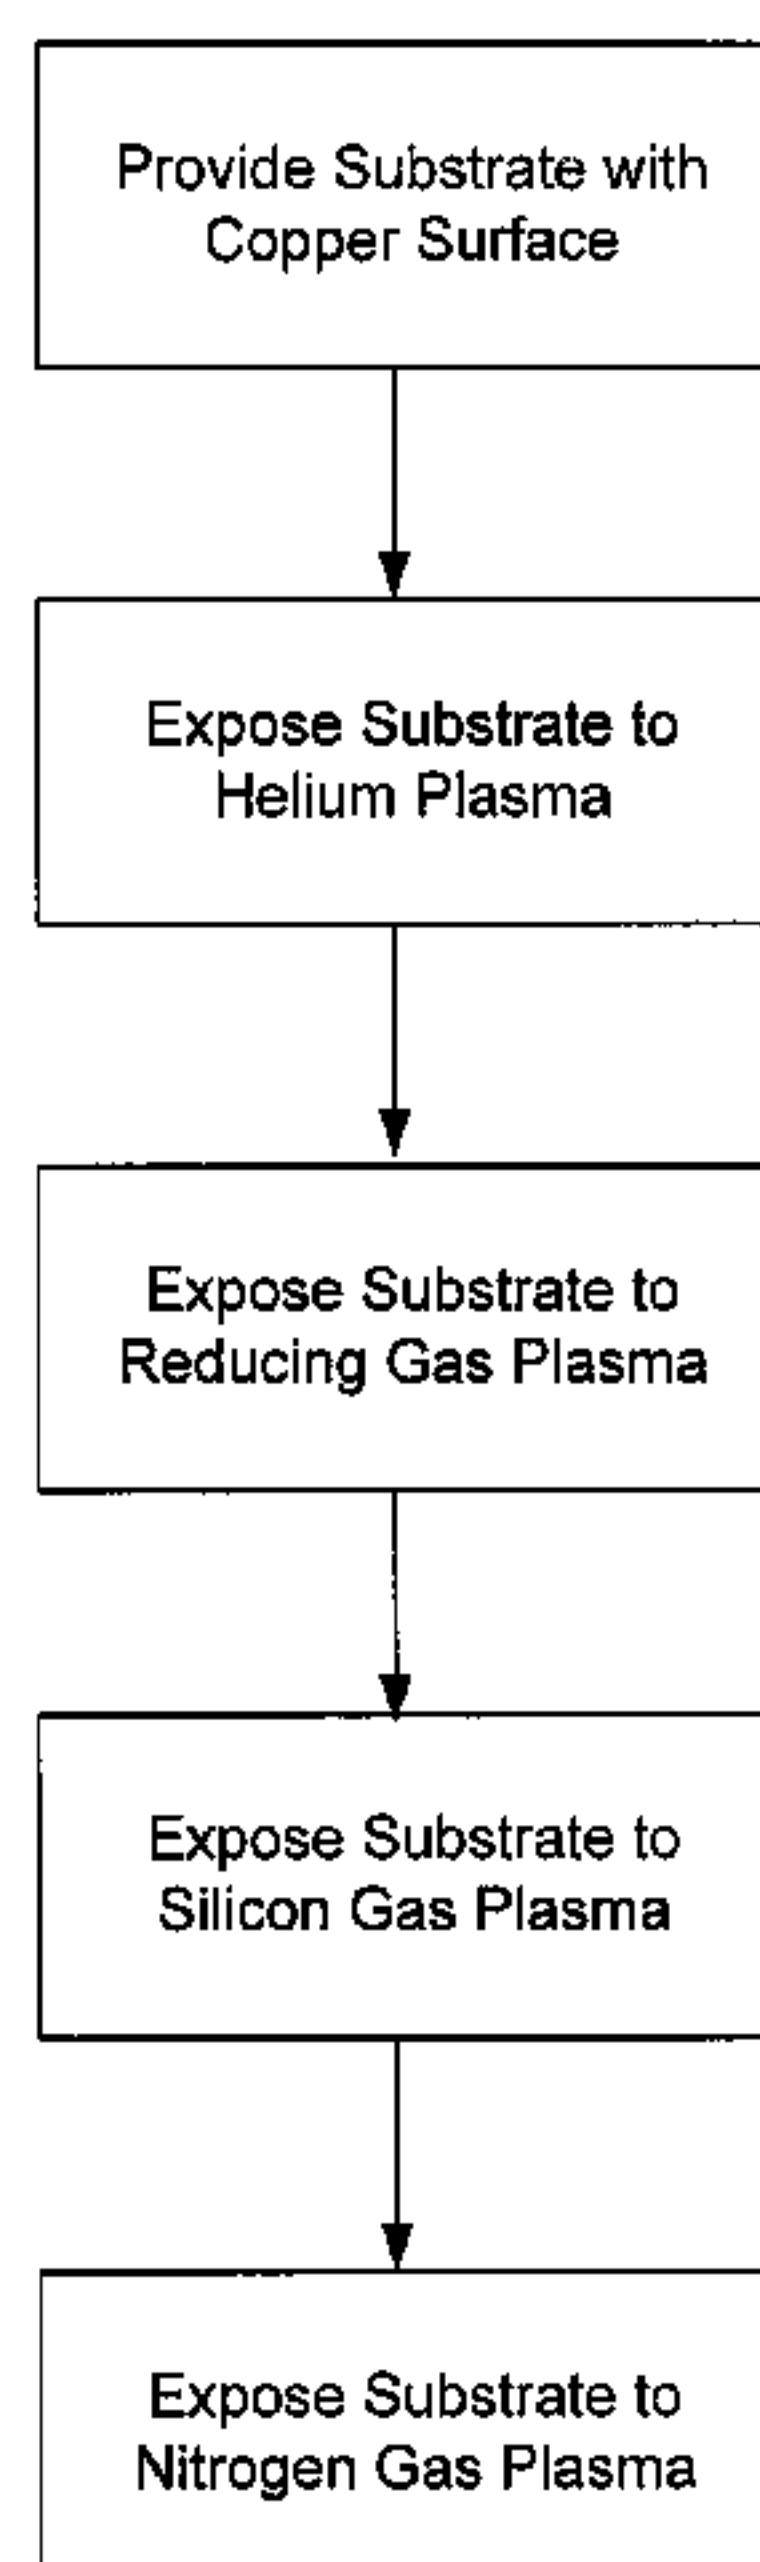 Provide Substrate with
Copper Surface
Expose Substrate to
Helium Plasma
Expose Substrate to
Reducing Gas Plasma
Expose Substrate to
Silicon Gas Plasma
Expose Substrate to
Nitrogen Gas Plasma